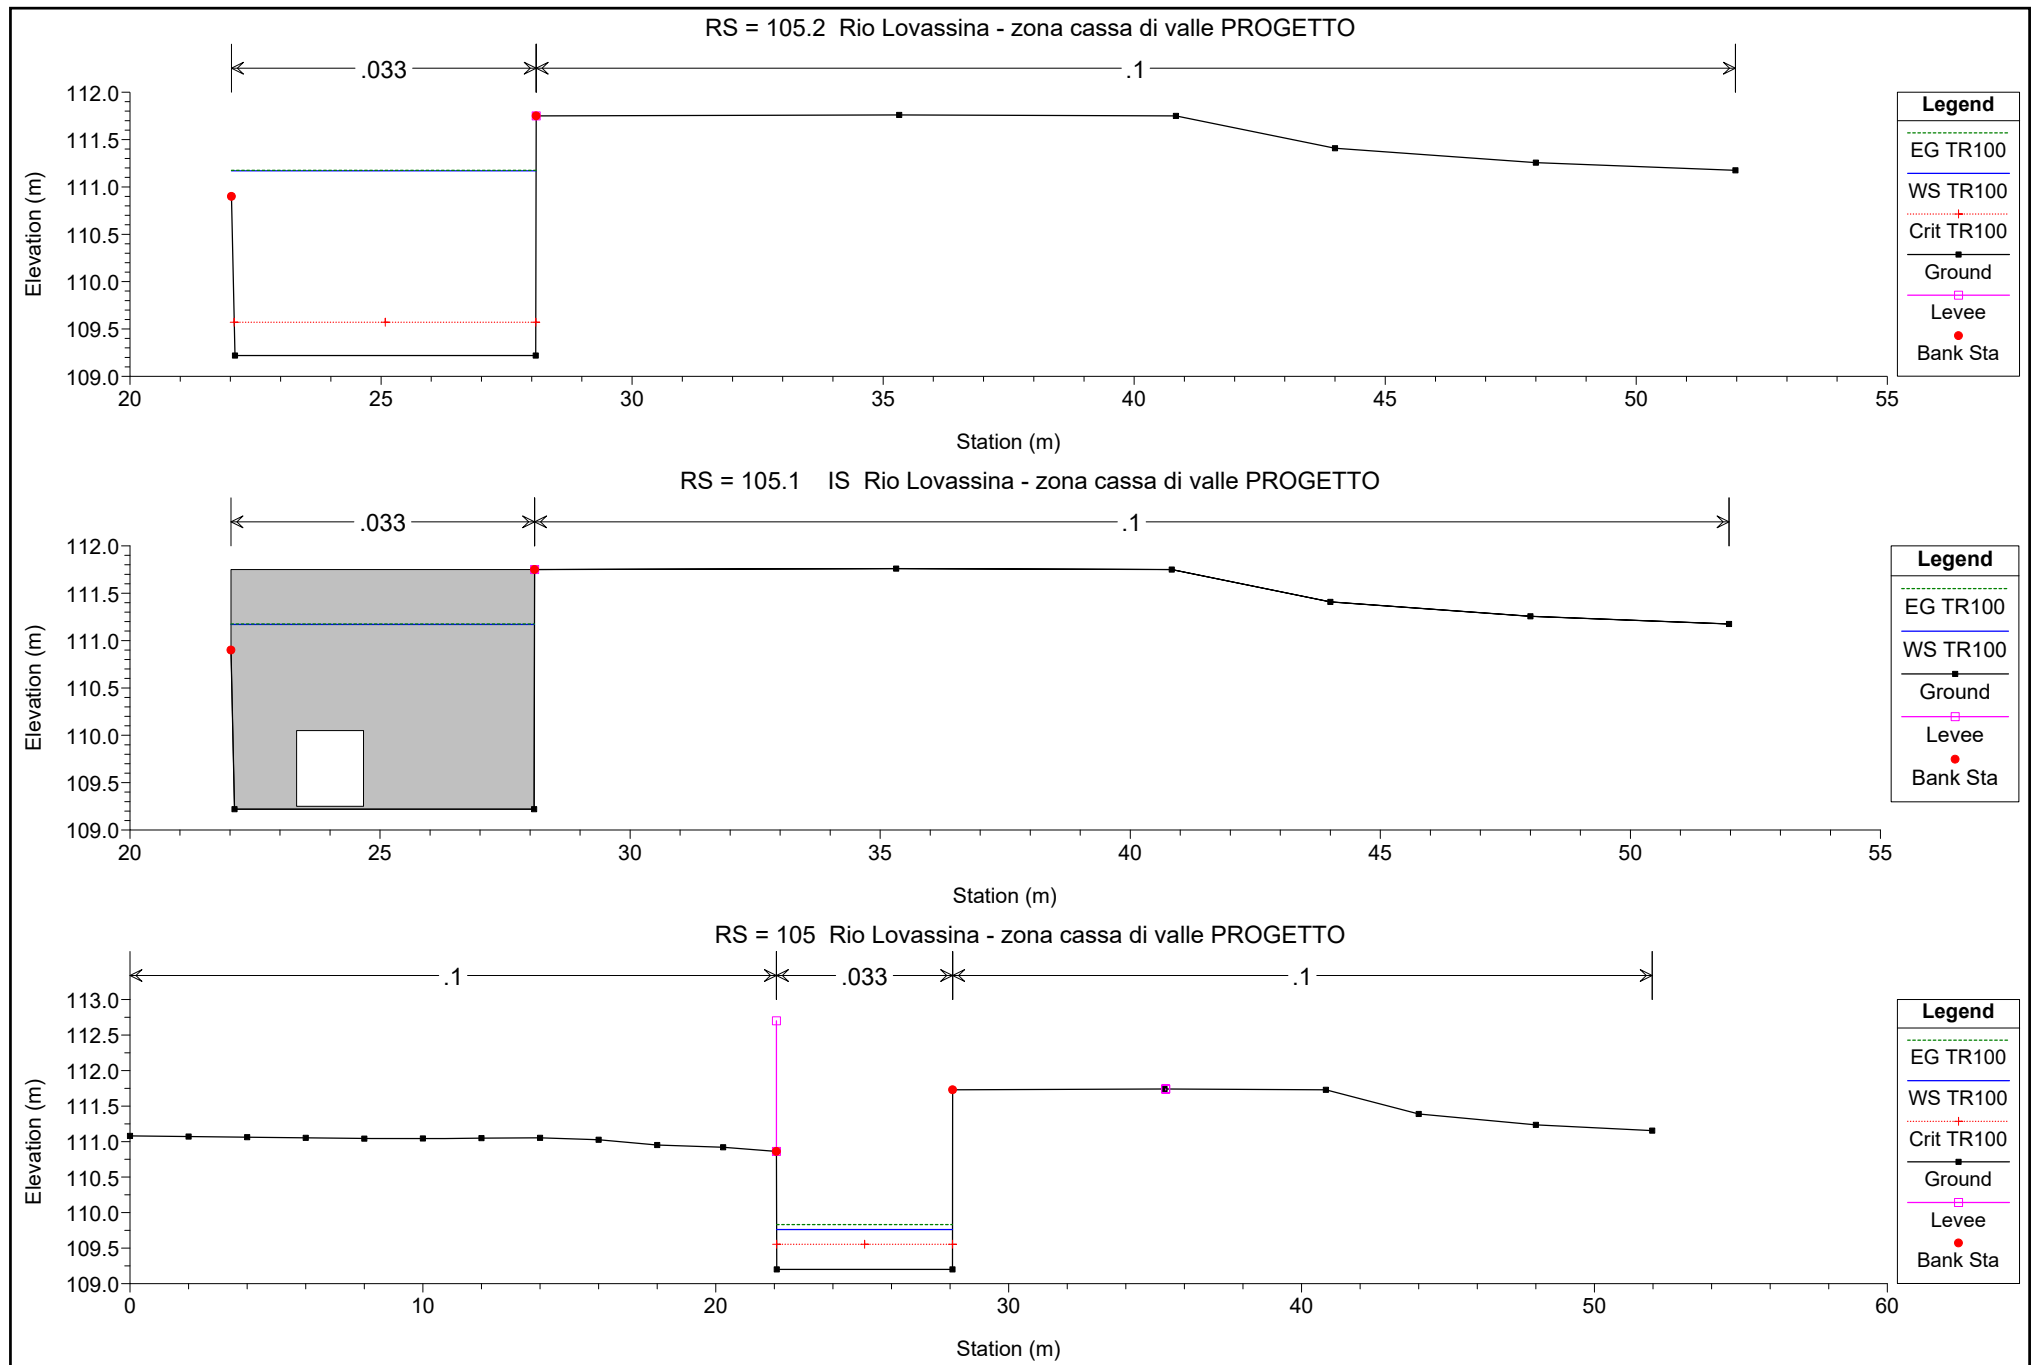 RS = 105.2 Rio Lovassina - zona cassa di valle PROGETTO
.033 .1
112.0
111.5
111.0
110.5
110.0
109.5
109.0
Elevation (m)
20 25 30 35 40 45 50 55
Station (m)
Legend
EG TR100
WS TR100
Crit TR100
Ground
Levee
Bank Sta
RS = 105.1 IS Rio Lovassina - zona cassa di valle PROGETTO
.033 .1
112.0
111.5
111.0
110.5
110.0
109.5
109.0
Elevation (m)
20 25 30 35 40 45 50 55
Station (m)
Legend
EG TR100
WS TR100
Ground
Levee
Bank Sta
RS = 105 Rio Lovassina - zona cassa di valle PROGETTO
.1 .033 .1
113.0
112.5
112.0
111.5
111.0
110.5
110.0
109.5
109.0
Elevation (m)
0 10 20 30 40 50 60
Station (m)
Legend
EG TR100
WS TR100
Crit TR100
Ground
Levee
Bank Sta